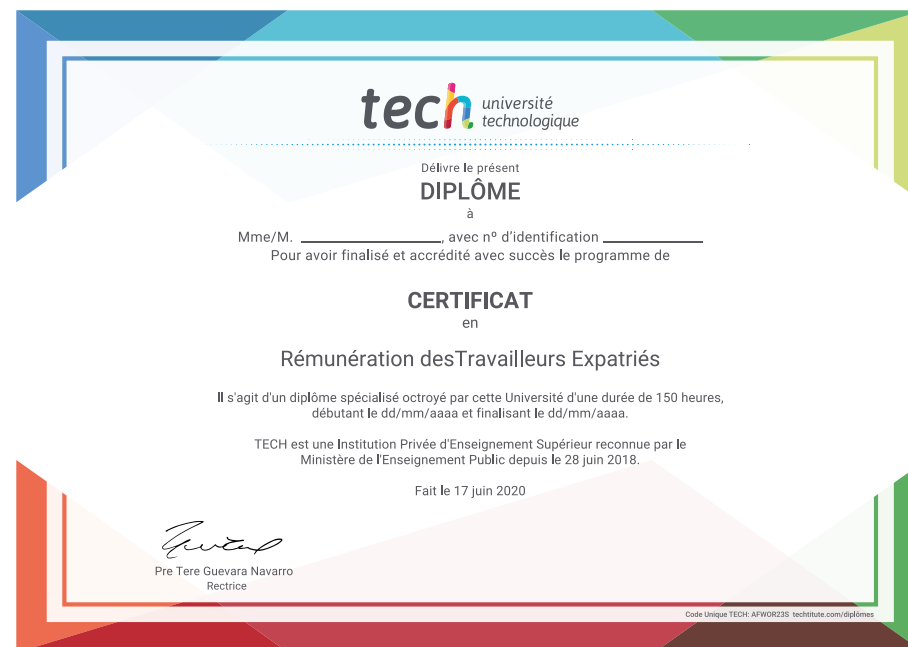 tech université
technologique
Délivre le présent
DIPLÔME
à
Mme/M. ____________________, avec nº d'identification ______________
Pour avoir finalisé et accrédité avec succès le programme de
CERTIFICAT
en
Rémunération desTravailleurs Expatriés
Il s'agit d'un diplôme spécialisé octroyé par cette Université d'une durée de 150 heures,
débutant le dd/mm/aaaa et finalisant le dd/mm/aaaa.
TECH est une Institution Privée d'Enseignement Supérieur reconnue par le
Ministère de l'Enseignement Public depuis le 28 juin 2018.
Fait le 17 juin 2020
Pre Tere Guevara Navarro
Rectrice
Code Unique TECH: AFWOR23S techtitute.com/diplômes